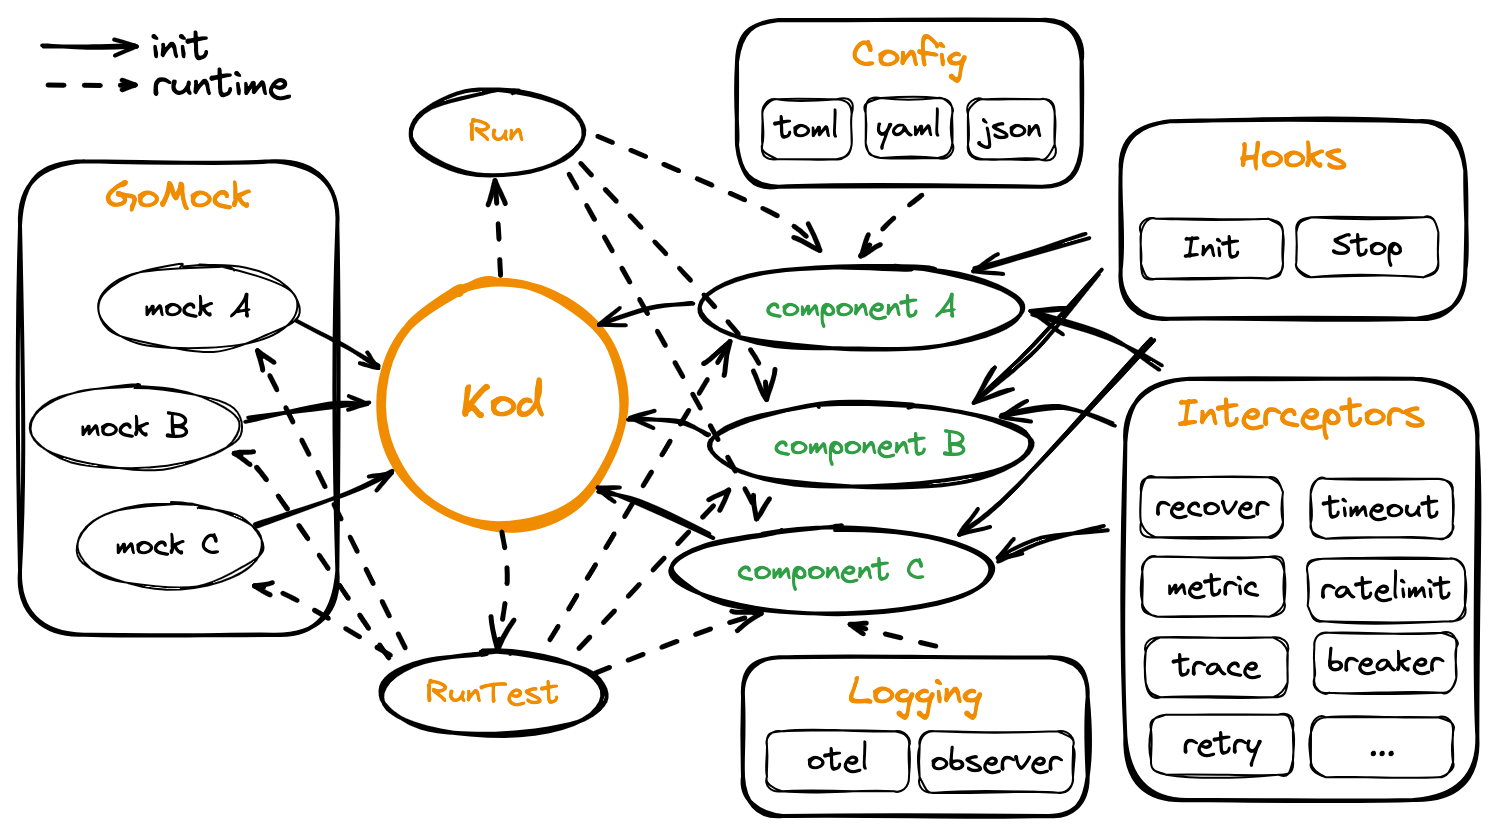 init
runtime
Run
Config
toml
yaml
json
Hooks
Init
Stop
GoMock
mock A
mock B
mock C
Kod
component A
component B
component C
Interceptors
recover
timeout
metric
ratelimit
trace
breaker
retry
...
RunTest
Logging
otel
observer